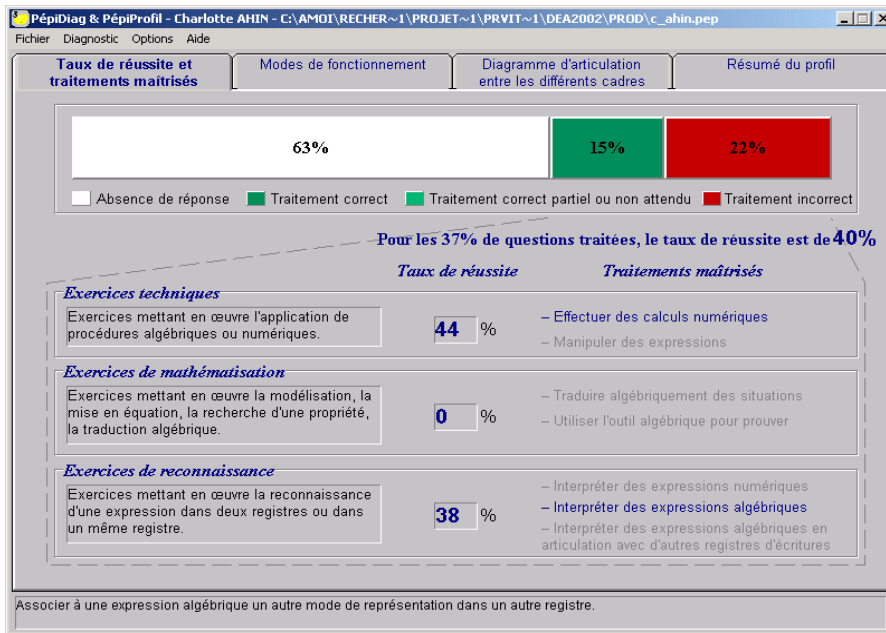 PépiDiag & PépiProfil - Charlotte AHIN - C:\AMOI\RECHER~1\PROJET~1\PRVIT~1\DEA2002\PROD\c_ahin.pep
Fichier Diagnostic Options Aide
Taux de réussite et
traitements maîtrisés
Modes de fonctionnement
Diagramme d'articulation
entre les différents cadres
Résumé du profil
63% 15% 22%
Absence de réponse Traitement correct Traitement correct partiel ou non attendu Traitement incorrect
Pour les 37% de questions traitées, le taux de réussite est de 40%
Taux de réussite Traitements maîtrisés
Exercices techniques
Exercices mettant en œuvre l'application de
procédures algébriques ou numériques.
44 %
– Effectuer des calculs numériques
– Manipuler des expressions
Exercices de mathématisation
Exercices mettant en œuvre la modélisation, la
mise en équation, la recherche d'une propriété,
la traduction algébrique.
0 %
– Traduire algébriquement des situations
– Utiliser l'outil algébrique pour prouver
Exercices de reconnaissance
Exercices mettant en œuvre la reconnaissance
d'une expression dans deux registres ou dans
un même registre.
38 %
– Interpréter des expressions numériques
– Interpréter des expressions algébriques
– Interpréter des expressions algébriques en
articulation avec d'autres registres d'écritures
Associer à une expression algébrique un autre mode de représentation dans un autre registre.